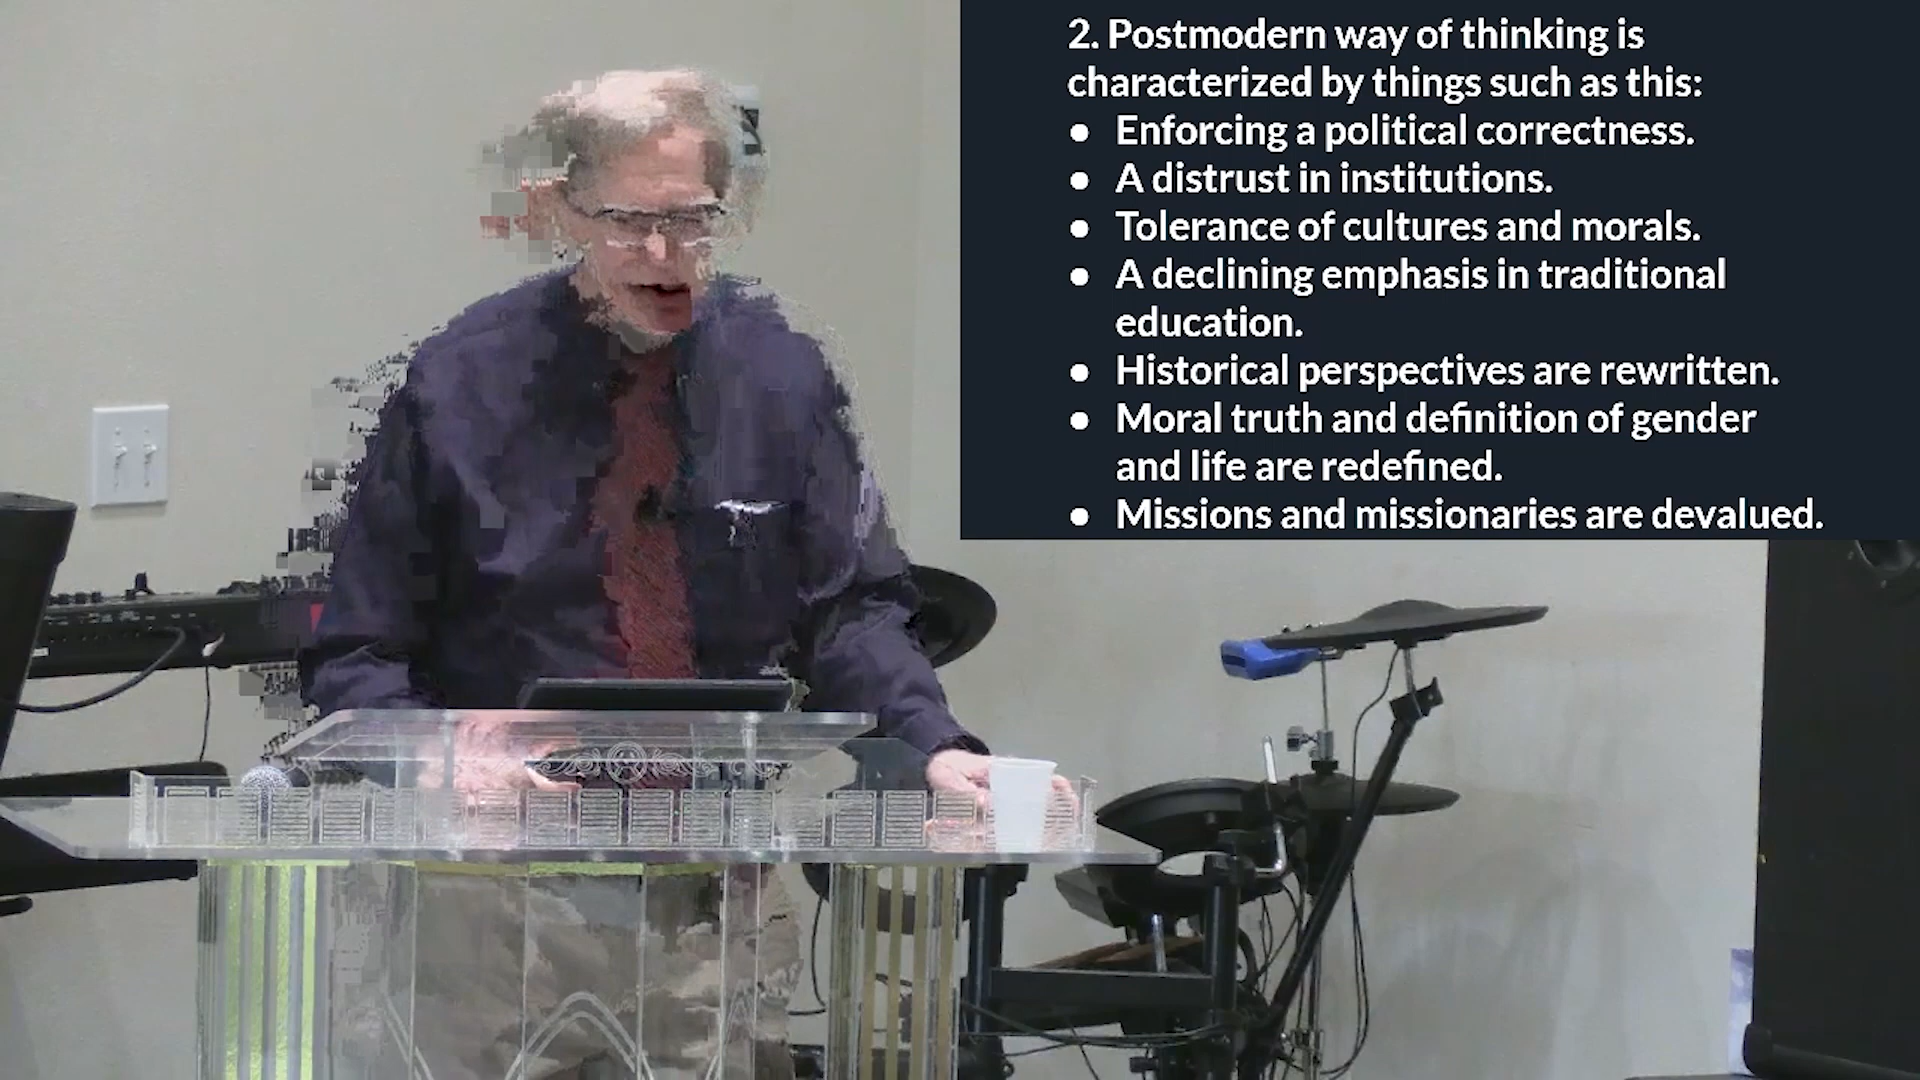 2. Postmodern way of thinking is
characterized by things such as this:
● Enforcing a political correctness.
● A distrust in institutions.
● Tolerance of cultures and morals.
● A declining emphasis in traditional
education.
● Historical perspectives are rewritten.
● Moral truth and definition of gender
and life are redefined.
● Missions and missionaries are devalued.